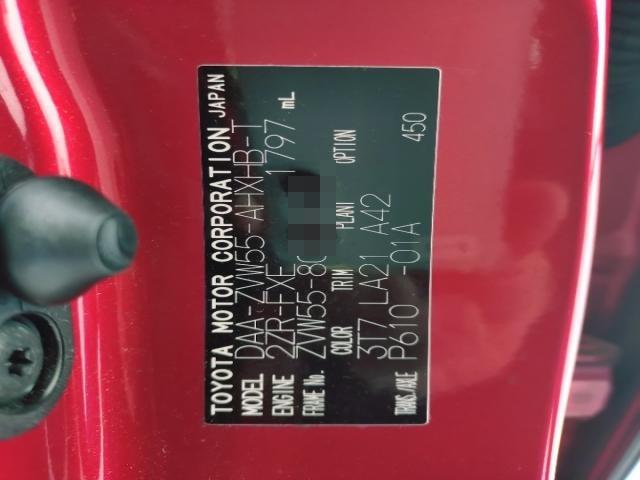 TOYOTA MOTOR CORPORATION JAPAN
MODEL DAA-ZVW55-AHXHB-T
ENGINE 2ZR-FXE 1797 mL
FRAME No. ZVW55-80
COLOR TRIM PLANT OPTION
3T7 LA21 A42 450
TRANS./AXLE P610 -01A